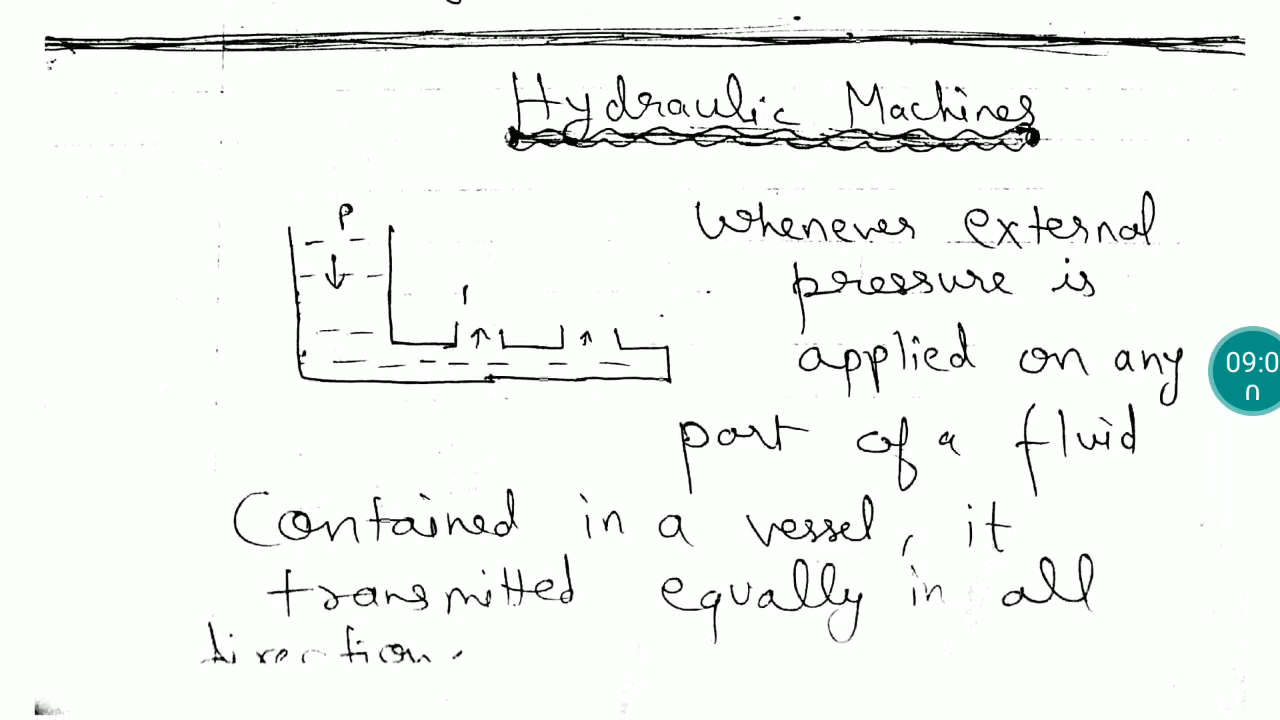 Hydraulic Machines
P
Whenever external
pressure is
applied on any
part of a fluid
Contained in a vessel, it
transmitted equally in all
direction.
09:0